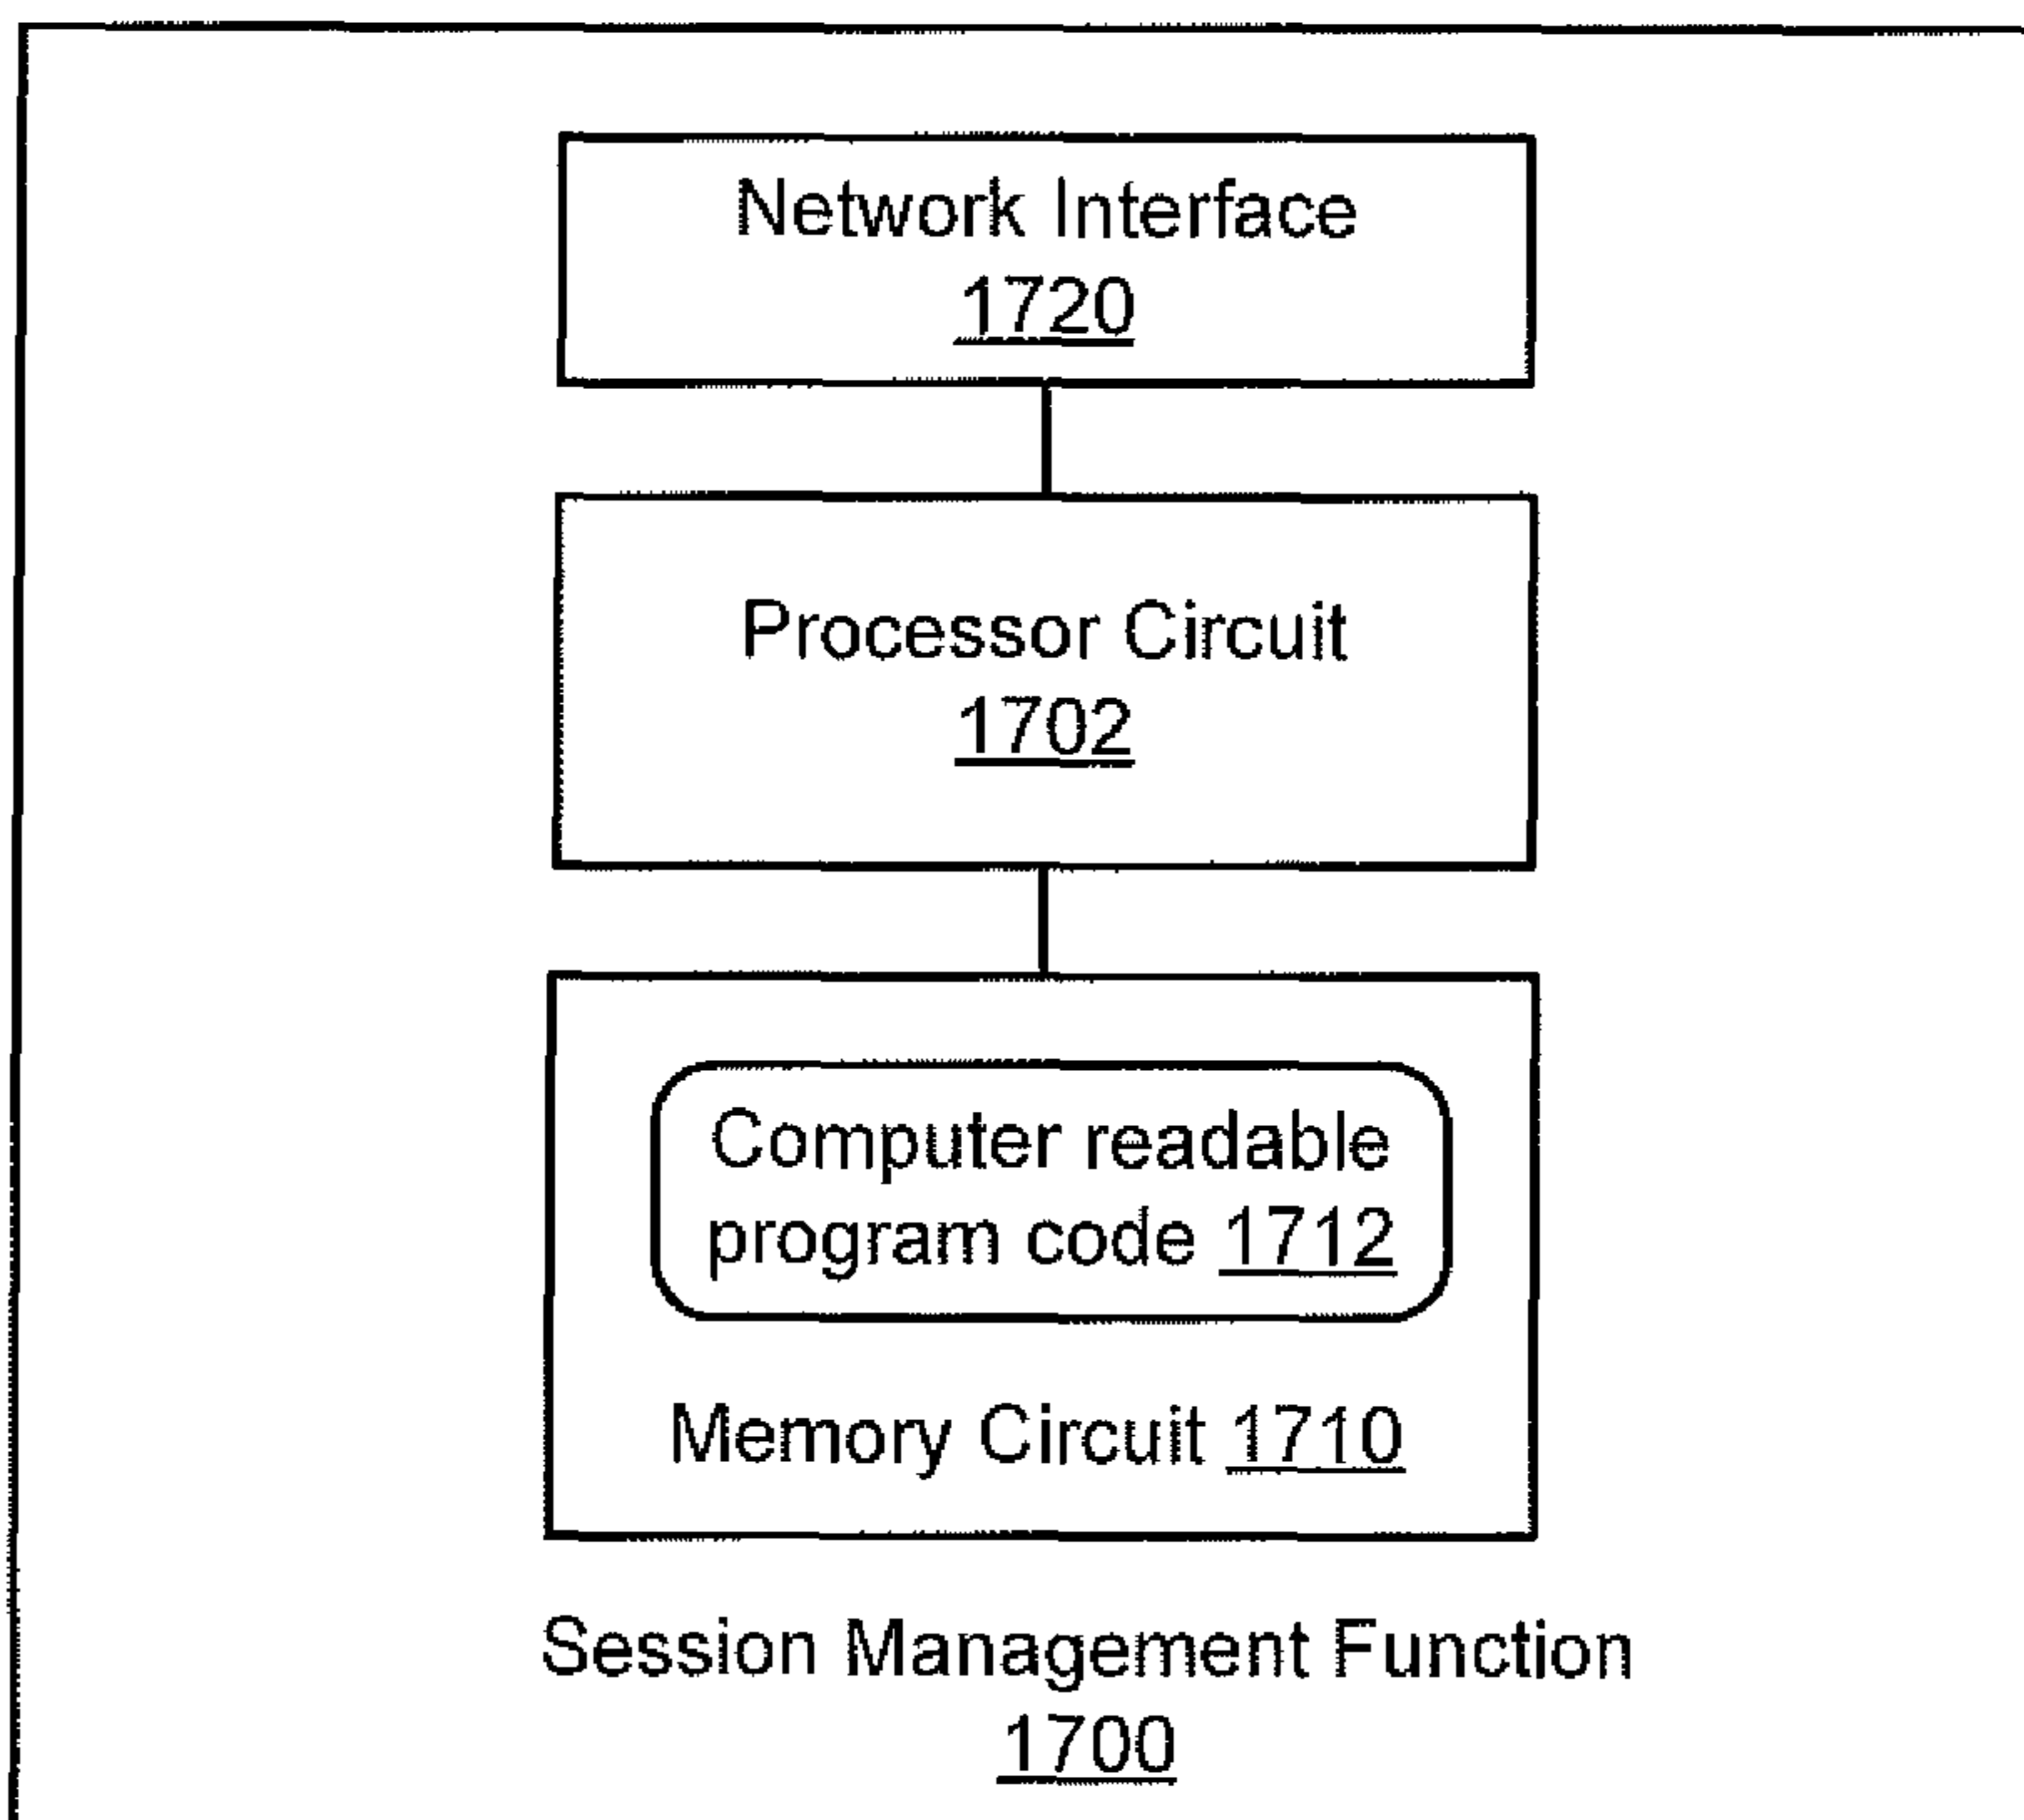 Network Interface
1720
Processor Circuit
1702
Computer readable
program code 1712
Memory Circuit 1710
Session Management Function
1700